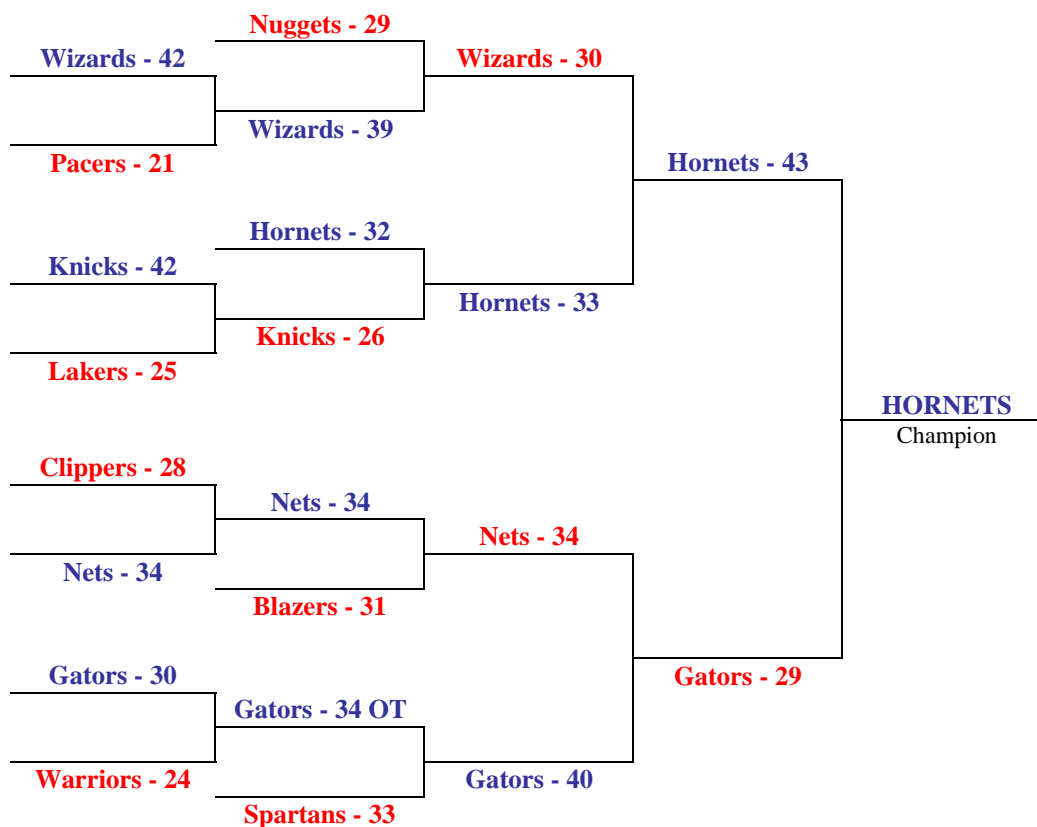 Nuggets - 29
Wizards - 42
Wizards - 30
Wizards - 39
Pacers - 21
Hornets - 43
Hornets - 32
Knicks - 42
Hornets - 33
Knicks - 26
Lakers - 25
HORNETS
Champion
Clippers - 28
Nets - 34
Nets - 34
Nets - 34
Blazers - 31
Gators - 30
Gators - 29
Gators - 34 OT
Warriors - 24
Gators - 40
Spartans - 33